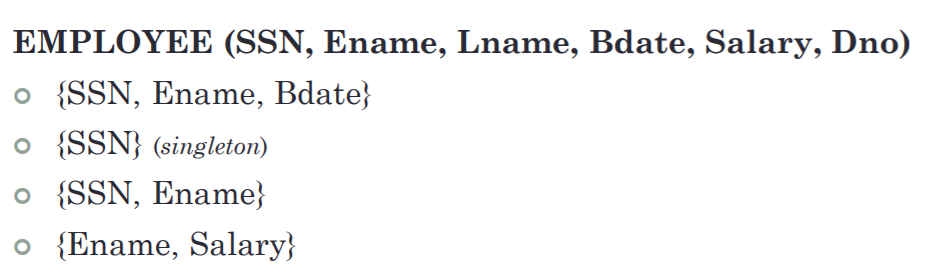 EMPLOYEE (SSN, Ename, Lname, Bdate, Salary, Dno)
{SSN, Ename, Bdate}
{SSN} (singleton)
{SSN, Ename}
{Ename, Salary}